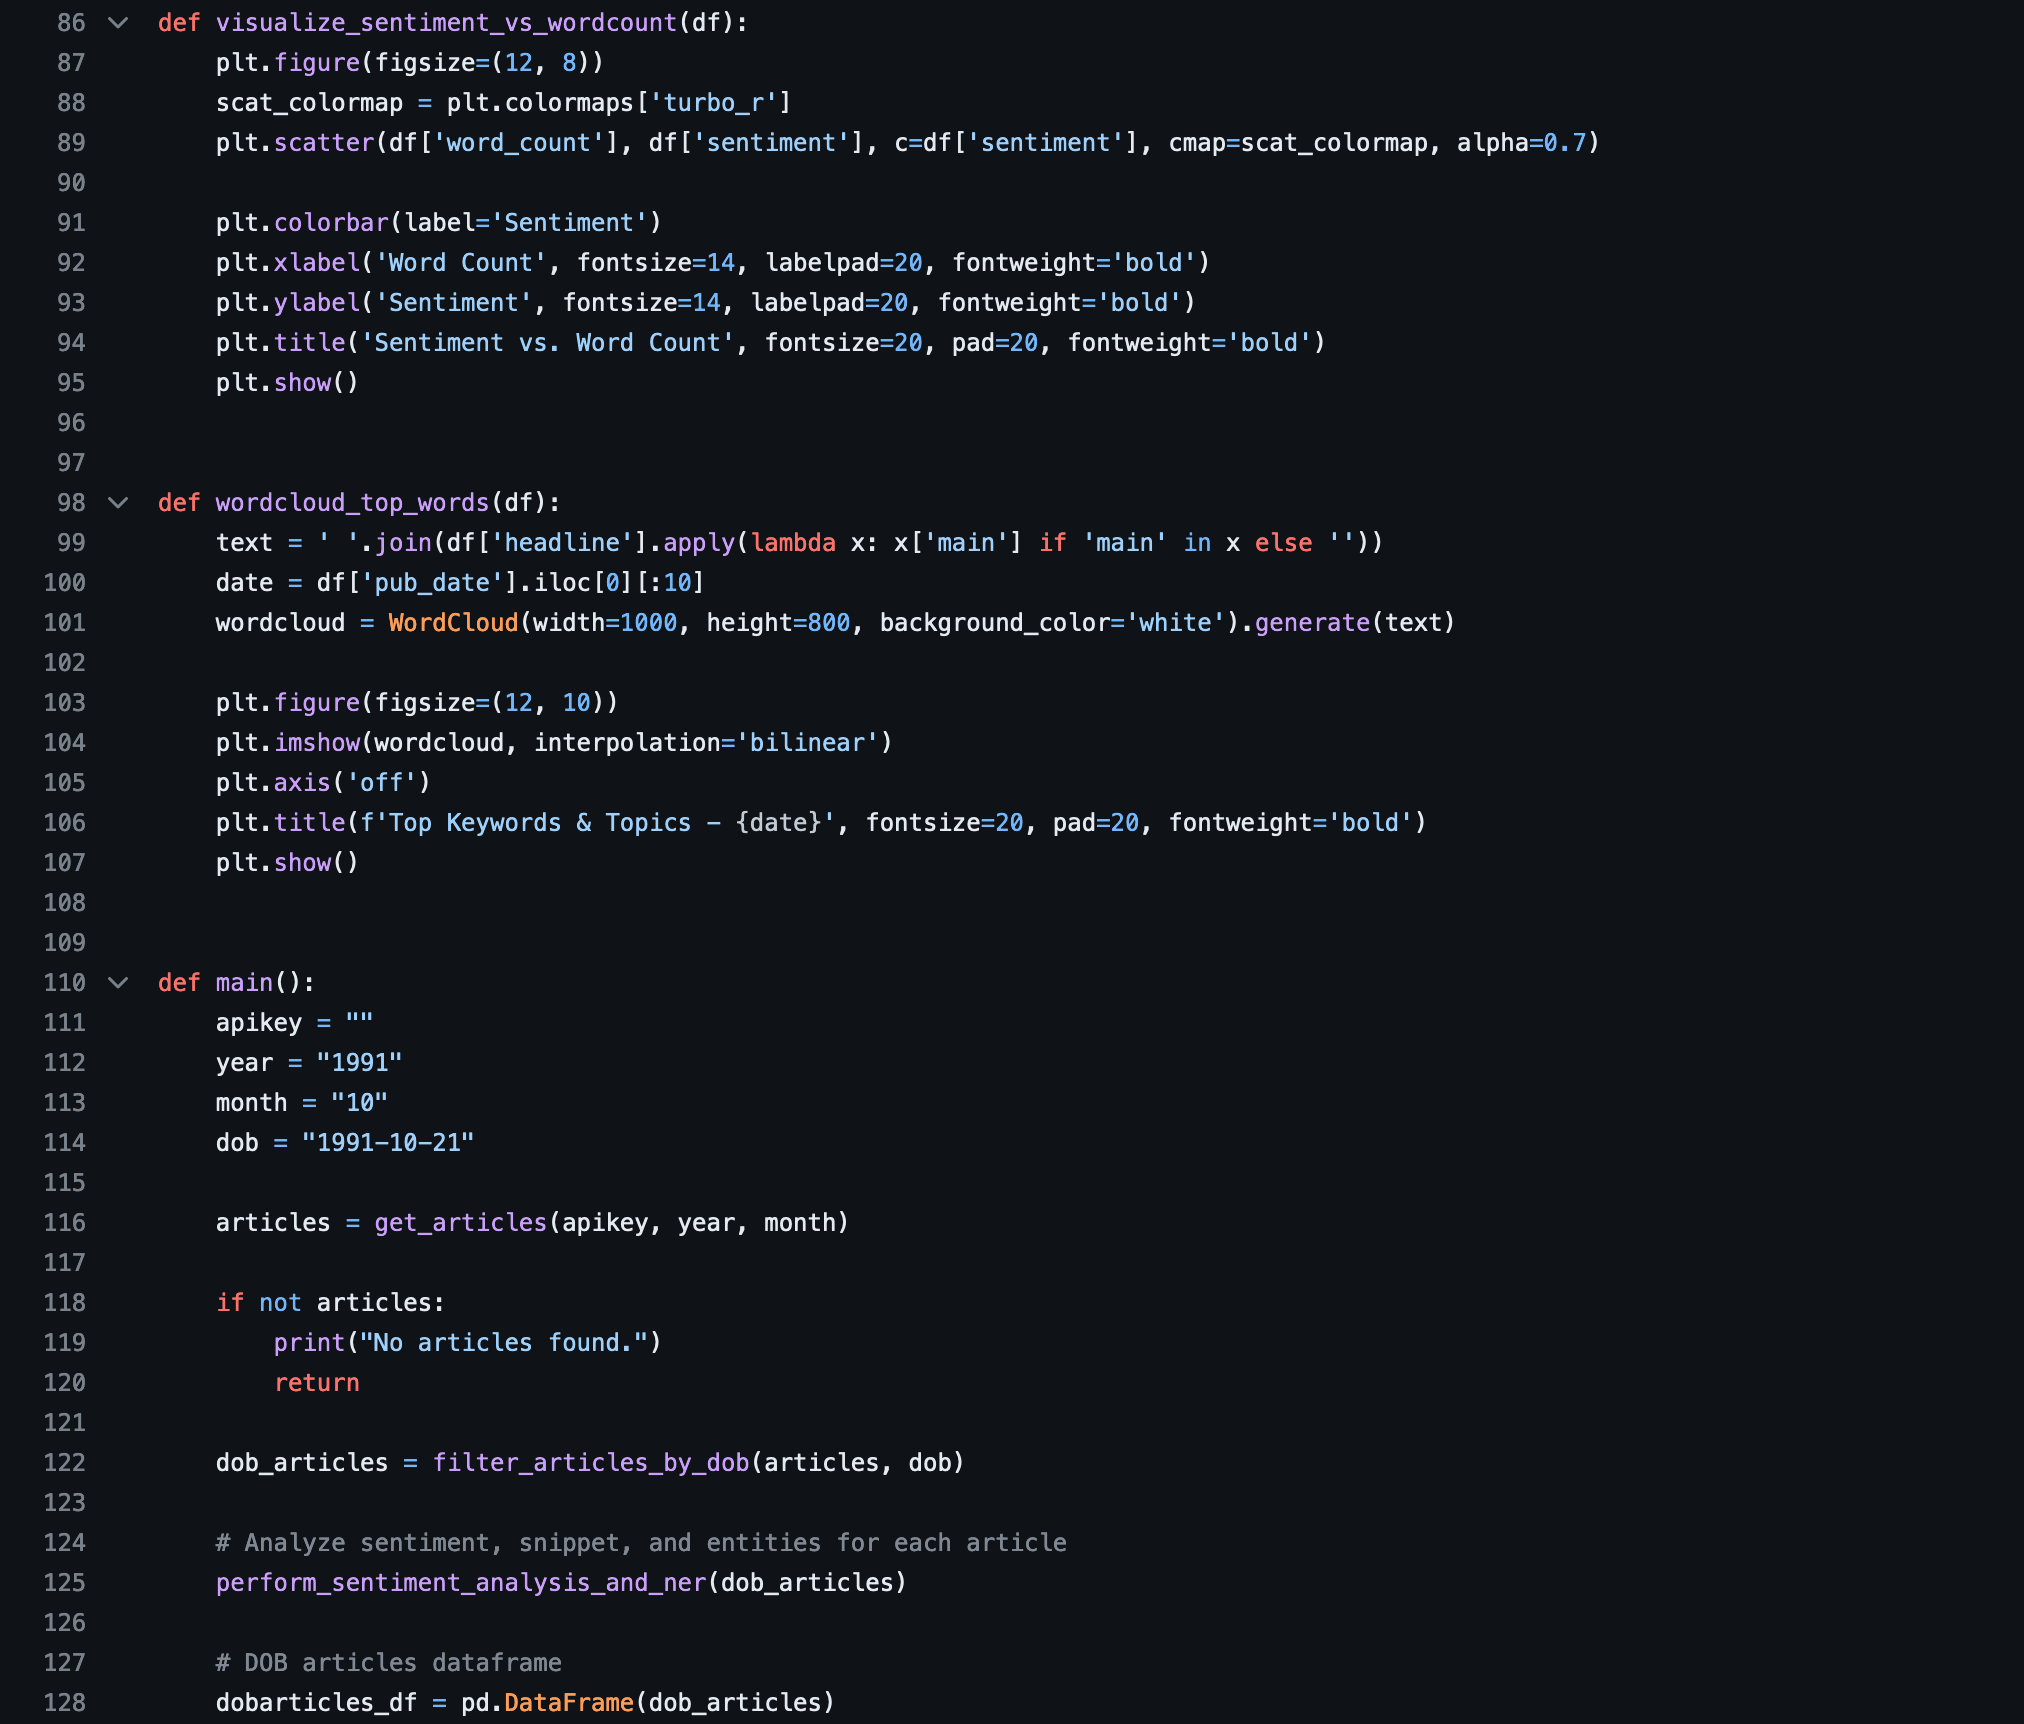 86 def visualize_sentiment_vs_wordcount(df):
87     plt.figure(figsize=(12, 8))
88     scat_colormap = plt.colormaps['turbo_r']
89     plt.scatter(df['word_count'], df['sentiment'], c=df['sentiment'], cmap=scat_colormap, alpha=0.7)
90
91     plt.colorbar(label='Sentiment')
92     plt.xlabel('Word Count', fontsize=14, labelpad=20, fontweight='bold')
93     plt.ylabel('Sentiment', fontsize=14, labelpad=20, fontweight='bold')
94     plt.title('Sentiment vs. Word Count', fontsize=20, pad=20, fontweight='bold')
95     plt.show()
96
97
98 def wordcloud_top_words(df):
99     text = ' '.join(df['headline'].apply(lambda x: x['main'] if 'main' in x else ''))
100     date = df['pub_date'].iloc[0][:10]
101     wordcloud = WordCloud(width=1000, height=800, background_color='white').generate(text)
102
103     plt.figure(figsize=(12, 10))
104     plt.imshow(wordcloud, interpolation='bilinear')
105     plt.axis('off')
106     plt.title(f'Top Keywords & Topics - {date}', fontsize=20, pad=20, fontweight='bold')
107     plt.show()
108
109
110 def main():
111     apikey = ""
112     year = "1991"
113     month = "10"
114     dob = "1991-10-21"
115
116     articles = get_articles(apikey, year, month)
117
118     if not articles:
119         print("No articles found.")
120         return
121
122     dob_articles = filter_articles_by_dob(articles, dob)
123
124     # Analyze sentiment, snippet, and entities for each article
125     perform_sentiment_analysis_and_ner(dob_articles)
126
127     # DOB articles dataframe
128     dobarticles_df = pd.DataFrame(dob_articles)